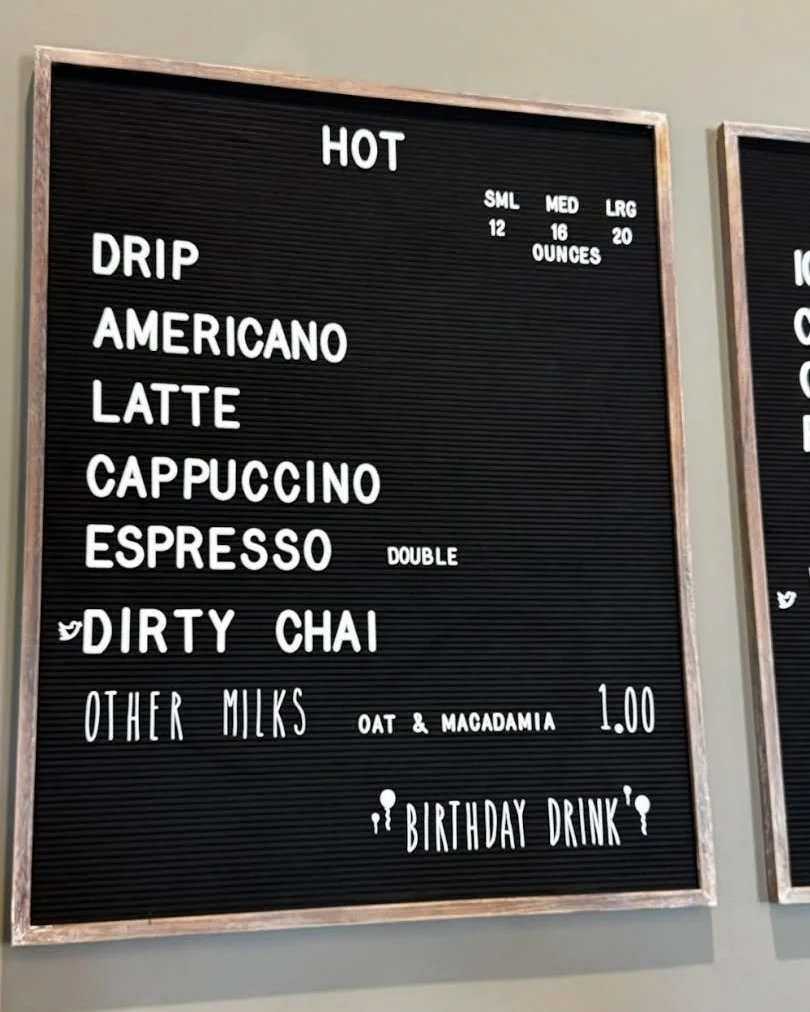 HOT
SML MED LRG
12 16 20
OUNCES
DRIP
AMERICANO
LATTE
CAPPUCCINO
ESPRESSO DOUBLE
DIRTY CHAI
OTHER MILKS OAT & MACADAMIA 1.00
BIRTHDAY DRINK